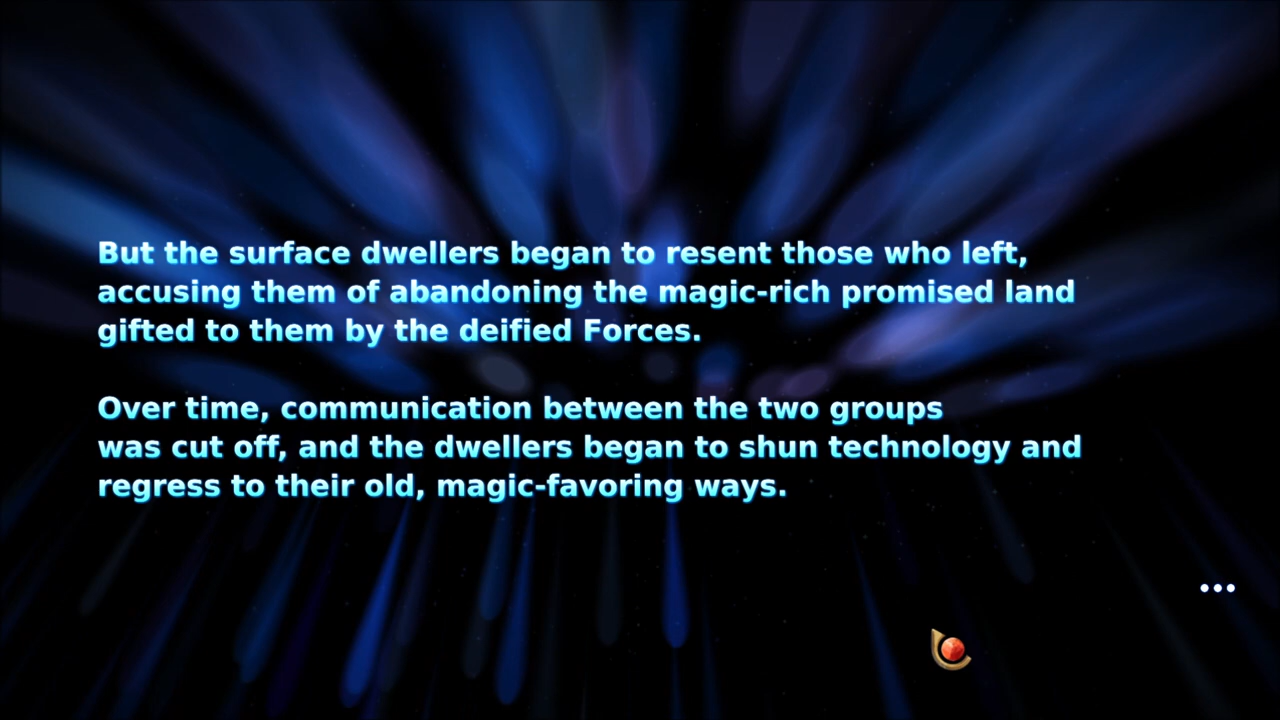 But the surface dwellers began to resent those who left,
accusing them of abandoning the magic-rich promised land
gifted to them by the deified Forces.
Over time, communication between the two groups
was cut off, and the dwellers began to shun technology and
regress to their old, magic-favoring ways.
...